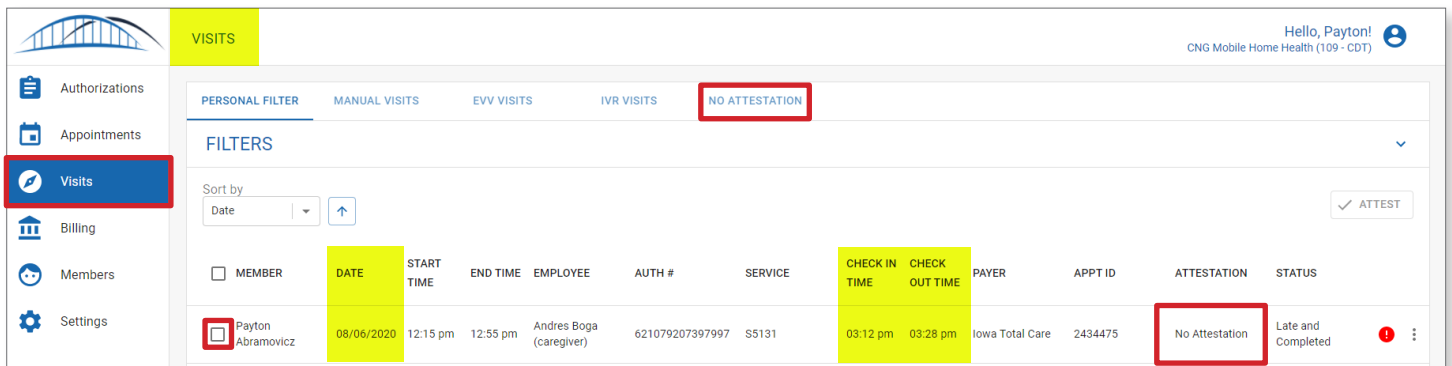 VISITS
Hello, Payton!
CNG Mobile Home Health (109 - CDT)
Authorizations
Appointments
Visits
Billing
Members
Settings
PERSONAL FILTER MANUAL VISITS EVV VISITS IVR VISITS NO ATTESTATION
FILTERS
Sort by
Date
ATTEST
MEMBER DATE START TIME END TIME EMPLOYEE AUTH # SERVICE CHECK IN TIME CHECK OUT TIME PAYER APPT ID ATTESTATION STATUS
Payton Abramovicz 08/06/2020 12:15 pm 12:55 pm Andres Boga (caregiver) 621079207397997 S5131 03:12 pm 03:28 pm Iowa Total Care 2434475 No Attestation Late and Completed